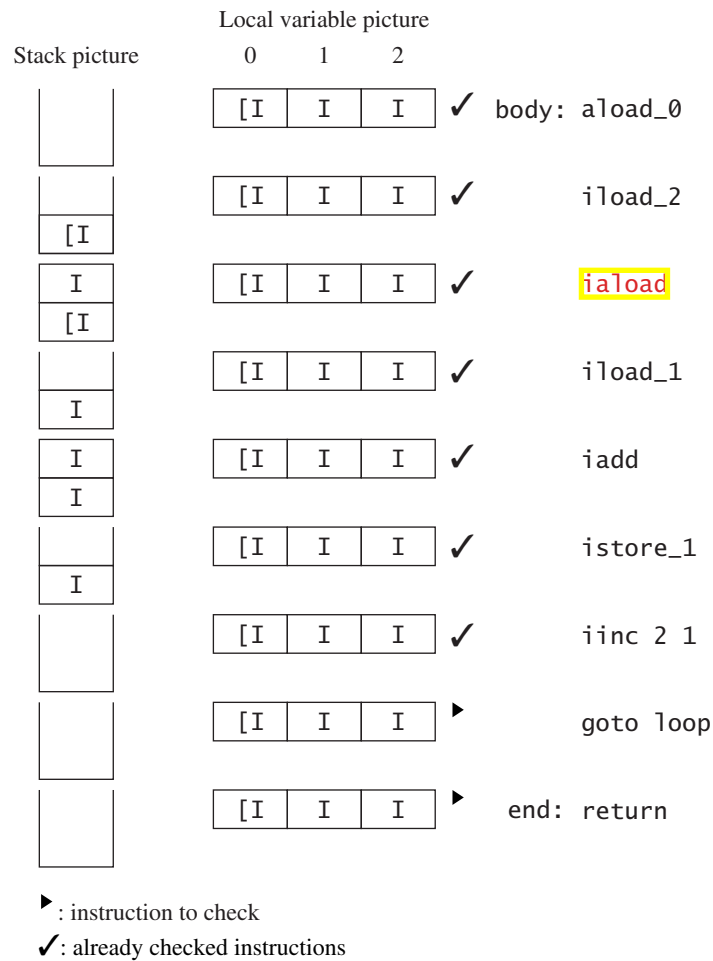 Local variable picture
Stack picture 0 1 2
[I I I ✓ body: aload_0
[I I I ✓ iload_2
[I
I [I I I ✓ iaload
[I
[I I I ✓ iload_1
I
I [I I I ✓ iadd
I
[I I I ✓ istore_1
I
[I I I ✓ iinc 2 1
[I I I ▶ goto loop
[I I I ▶ end: return
▶ : instruction to check
✓: already checked instructions